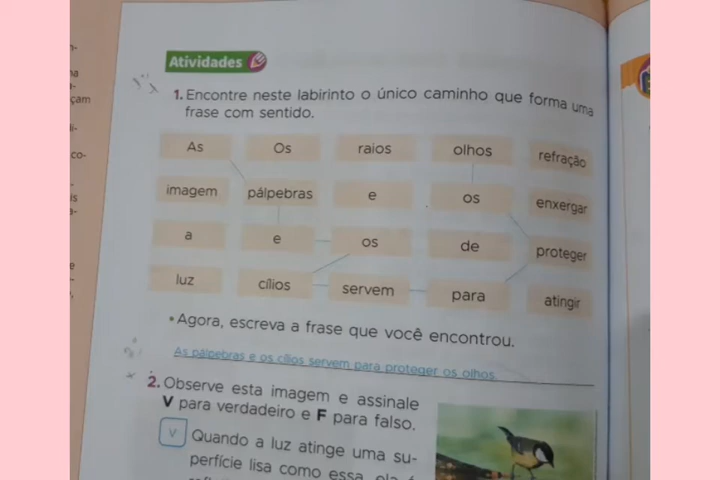 Atividades
1. Encontre neste labirinto o único caminho que forma uma
frase com sentido.
As Os raios olhos refração
imagem pálpebras e os enxergar
a e os de proteger
luz cílios servem para atingir
• Agora, escreva a frase que você encontrou.
As pálpebras e os cílios servem para proteger os olhos.
2. Observe esta imagem e assinale
V para verdadeiro e F para falso.
V Quando a luz atinge uma su-
perfície lisa como essa, ela
çam
co-